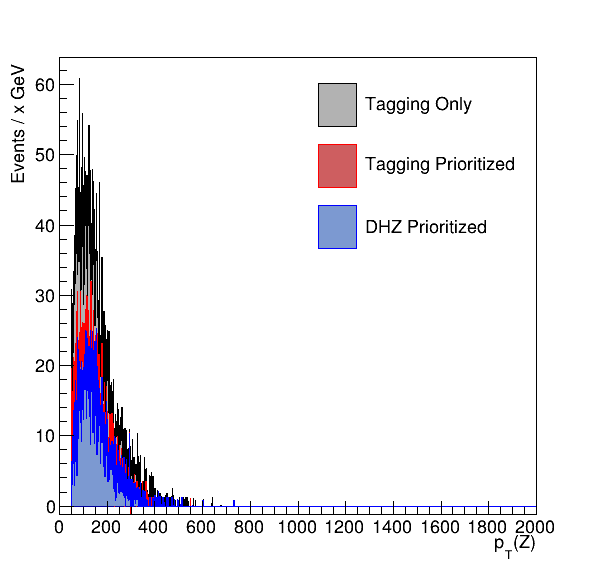 Events / x GeV
60
50
40
30
20
10
0
Tagging Only
Tagging Prioritized
DHZ Prioritized
0 200 400 600 800 1000 1200 1400 1600 1800 2000
p_T(Z)